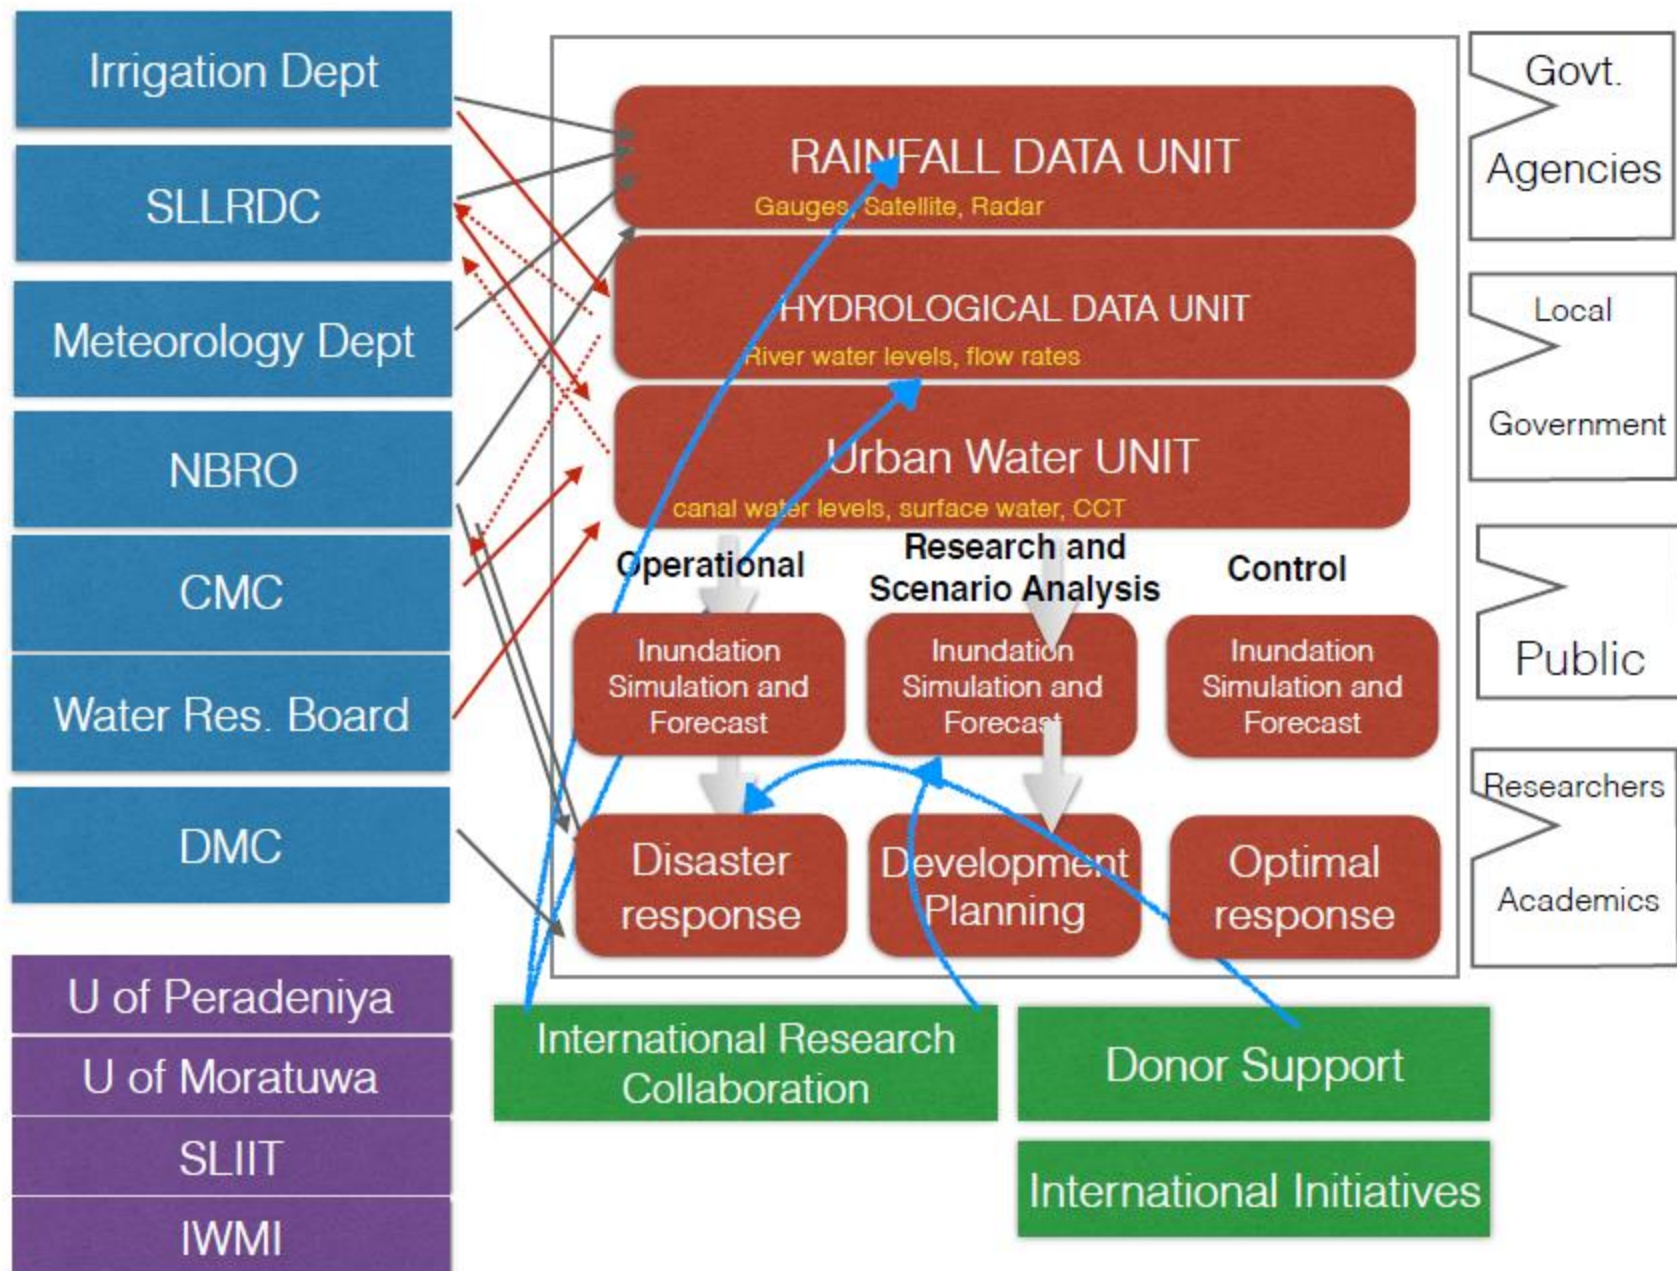 Irrigation Dept
SLLRDC
Meteorology Dept
NBRO
CMC
Water Res. Board
DMC
U of Peradeniya
U of Moratuwa
SLIIT
IWMI
RAINFALL DATA UNIT
Gauges, Satellite, Radar
HYDROLOGICAL DATA UNIT
River water levels, flow rates
Urban Water UNIT
canal water levels, surface water, CCT
Operational
Research and
Scenario Analysis
Control
Inundation
Simulation and
Forecast
Inundation
Simulation and
Forecast
Inundation
Simulation and
Forecast
Disaster
response
Development
Planning
Optimal
response
International Research
Collaboration
Donor Support
International Initiatives
Govt.
Agencies
Local
Government
Public
Researchers
Academics